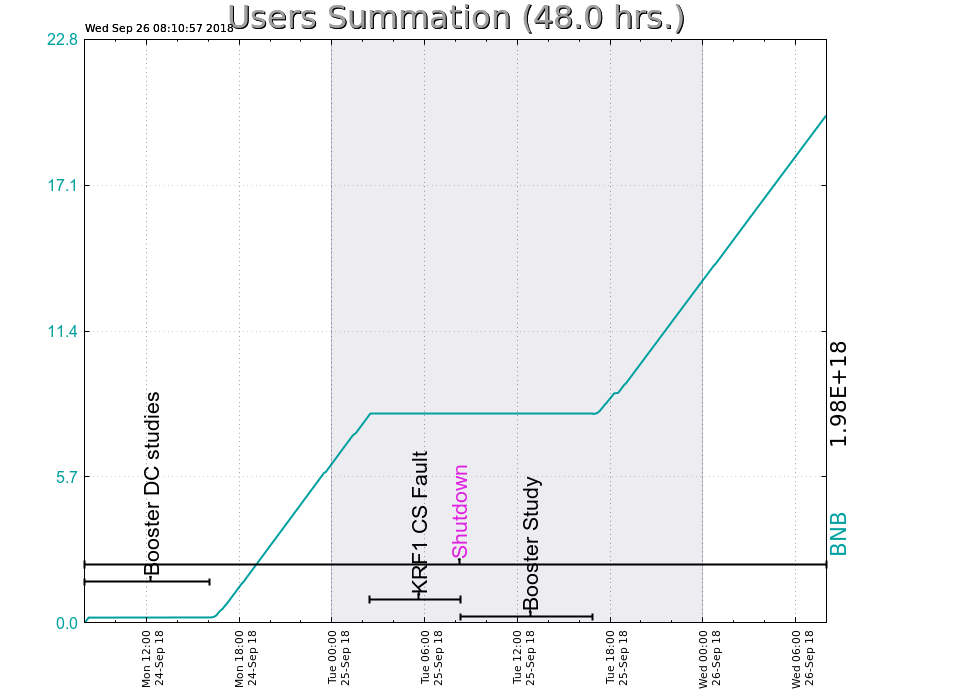 Users Summation (48.0 hrs.)
Wed Sep 26 08:10:57 2018
22.8
17.1
11.4
5.7
0.0
Booster DC studies
KRF1 CS Fault
Shutdown
Booster Study
1.98E+18
BNB
Mon 12:00
24-Sep 18
Mon 18:00
24-Sep 18
Tue 00:00
25-Sep 18
Tue 06:00
25-Sep 18
Tue 12:00
25-Sep 18
Tue 18:00
25-Sep 18
Wed 00:00
26-Sep 18
Wed 06:00
26-Sep 18